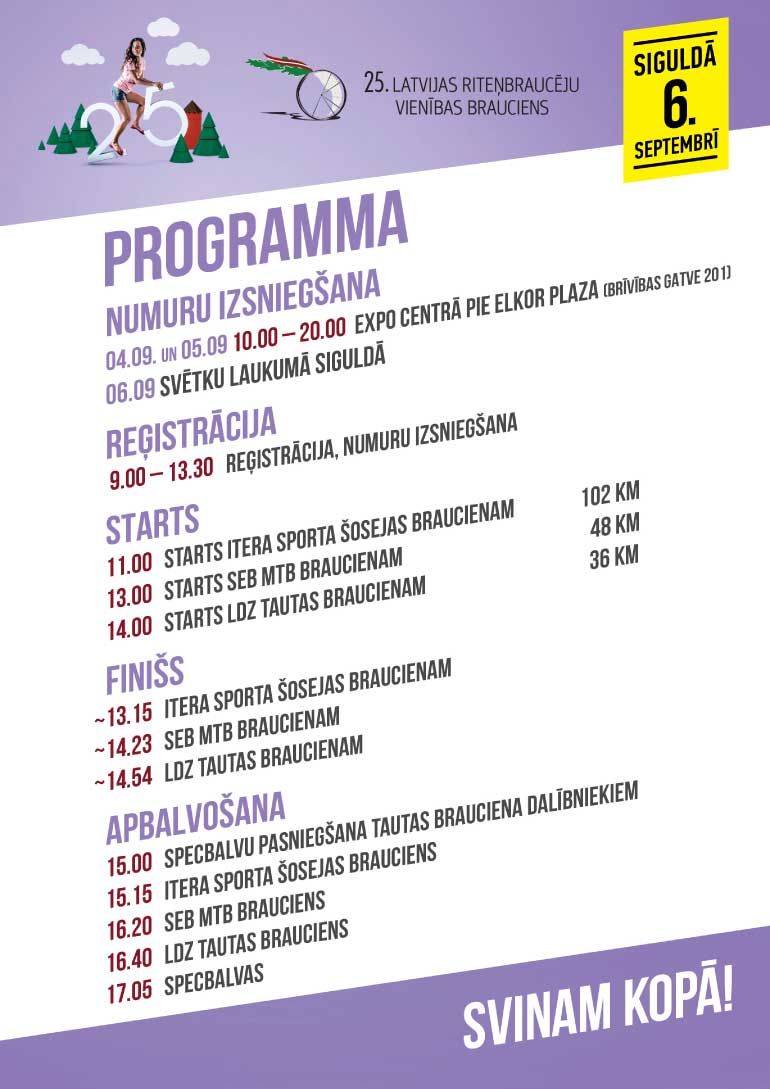 25
25. LATVIJAS RITEŅBRAUCĒJU
VIENĪBAS BRAUCIENS
SIGULDĀ
6.
SEPTEMBRĪ
PROGRAMMA
NUMURU IZSNIEGŠANA
04.09. UN 05.09 10.00 – 20.00 EXPO CENTRĀ PIE ELKOR PLAZA (BRĪVĪBAS GATVE 201)
06.09 SVĒTKU LAUKUMĀ SIGULDĀ
REĢISTRĀCIJA
9.00 – 13.30 REĢISTRĀCIJA, NUMURU IZSNIEGŠANA
STARTS
11.00 STARTS ITERA SPORTA ŠOSEJAS BRAUCIENAM 102 KM
13.00 STARTS SEB MTB BRAUCIENAM 48 KM
14.00 STARTS LDZ TAUTAS BRAUCIENAM 36 KM
FINIŠS
~13.15 ITERA SPORTA ŠOSEJAS BRAUCIENAM
~14.23 SEB MTB BRAUCIENAM
~14.54 LDZ TAUTAS BRAUCIENAM
APBALVOŠANA
15.00 SPECBALVU PASNIEGŠANA TAUTAS BRAUCIENA DALĪBNIEKIEM
15.15 ITERA SPORTA ŠOSEJAS BRAUCIENS
16.20 SEB MTB BRAUCIENS
16.40 LDZ TAUTAS BRAUCIENS
17.05 SPECBALVAS
SVINAM KOPĀ!